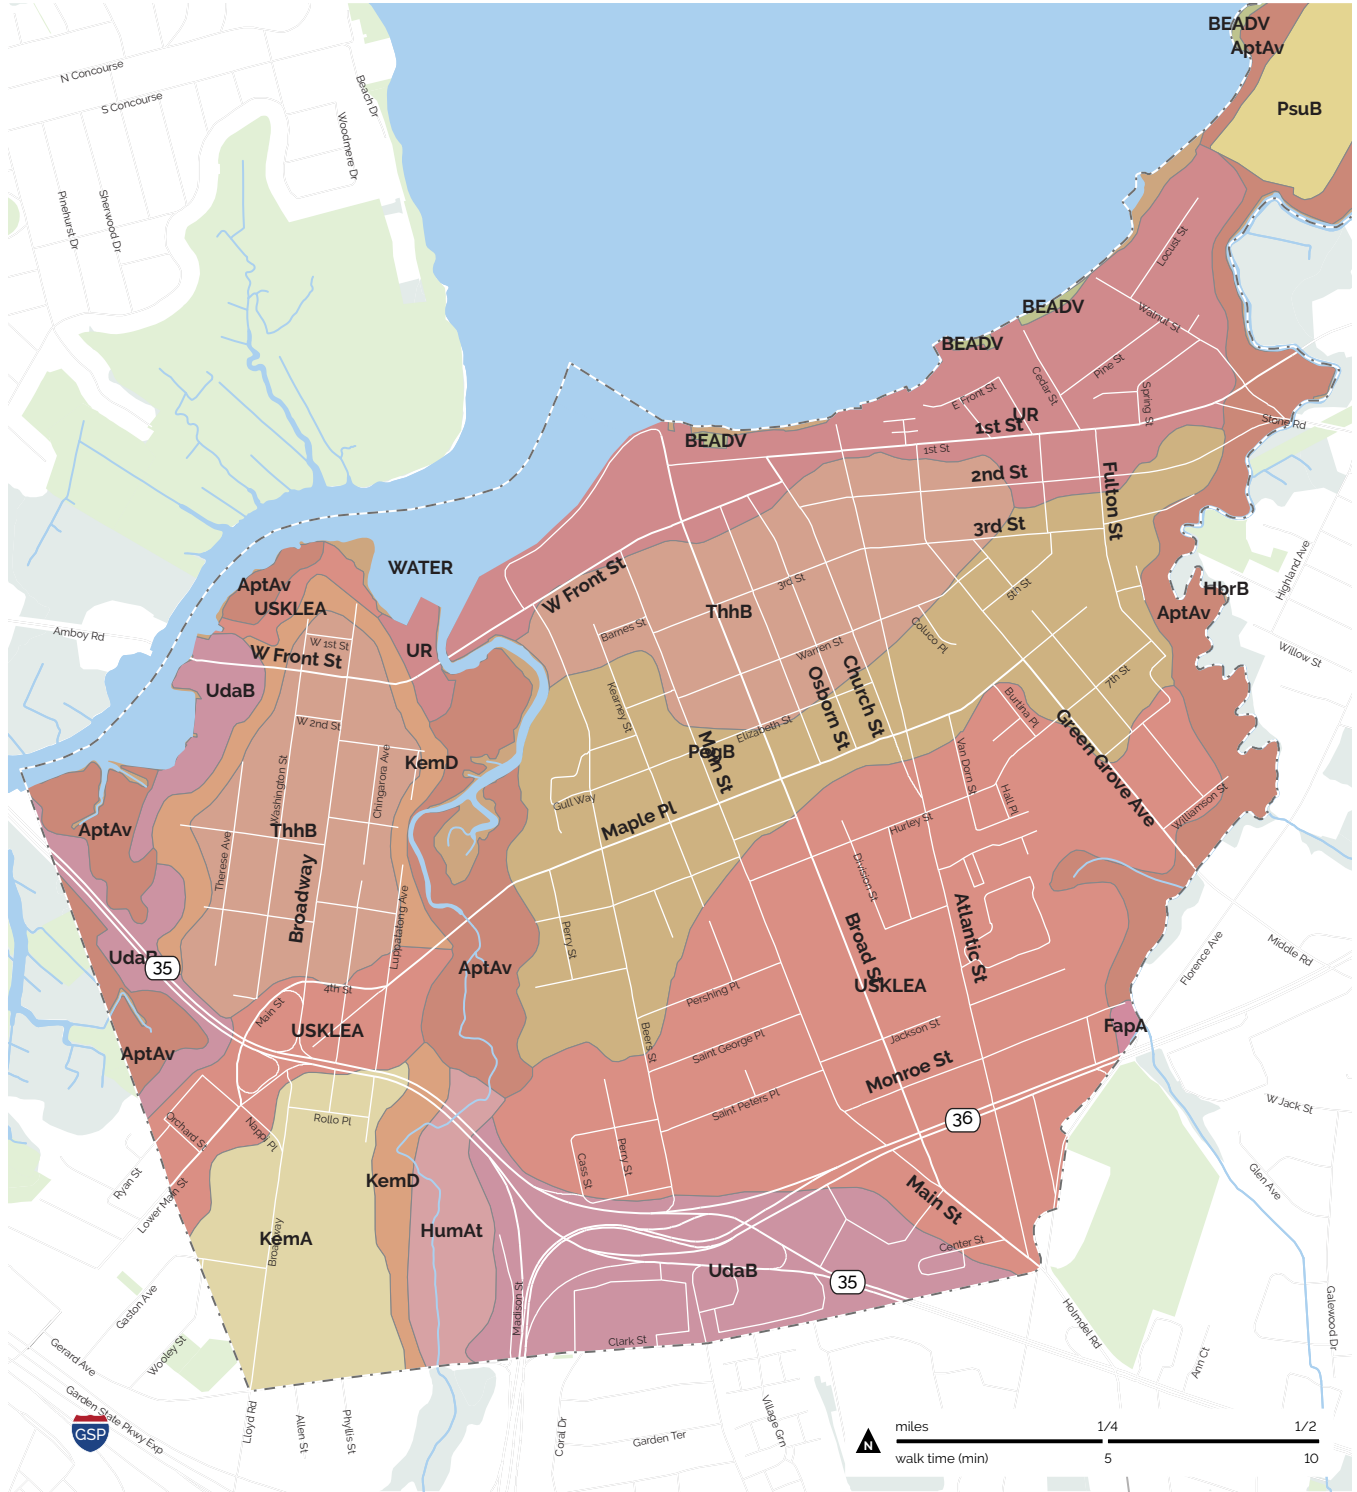 BEADV
AptAv
N Concourse
S Concourse
Beach Dr
Woodmere Dr
PsuB
Pinehurst Dr
Sherwood Dr
Locust St
BEADV
Walnut St
BEADV
Pine St
Cedar St
Spring St
E Front St
UR
1st St
Stone Rd
BEADV
1st St
2nd St
Fulton St
3rd St
WATER
AptAv
USKLEA
W Front St
3rd St
5th St
Highland Ave
HbrB
AptAv
ThhB
Amboy Rd
W 1st St
W Front St
UR
Barnes St
Warren St
Coluco Pl
Willow St
UdaB
Kearney St
Osborn St
Church St
7th St
Burtina Pl
W 2nd St
Elizabeth St
PegB
Main St
Green Grove Ave
KemD
Van Dorn St
Washington St
Chingarora Ave
Hall Pl
Gull Way
Maple Pl
Williamson St
AptAv
ThhB
Hurley St
Therese Ave
Broadway
Division St
Luppatatong Ave
Perry St
Broad St
Atlantic St
UdaB
35
AptAv
Florence Ave
Middle Rd
4th St
USKLEA
Pershing Pl
Main St
USKLEA
Beers St
FapA
AptAv
Saint George Pl
Jackson St
Monroe St
Saint Peters Pl
36
W Jack St
Orchard St
Nappi Pl
Rollo Pl
Perry St
Cass St
Ryan St
Lower Main St
KemD
Glen Ave
Main St
KemA
Broadway
HumAt
Center St
UdaB
35
Madison St
Gaston Ave
Clark St
Holmdel Rd
Galewood Dr
Gerard Ave
Wooley St
Ann Ct
Garden State Pkwy Exp
GSP
Lloyd Rd
Allen St
Phyllis St
Coral Dr
Garden Ter
Village Grn
N
miles 1/4 1/2
walk time (min) 5 10